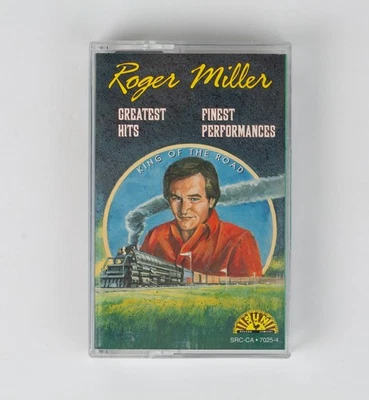 Roger Miller
GREATEST HITS
FINEST PERFORMANCES
KING OF THE ROAD
SUN
SRC-CA • 7025-4